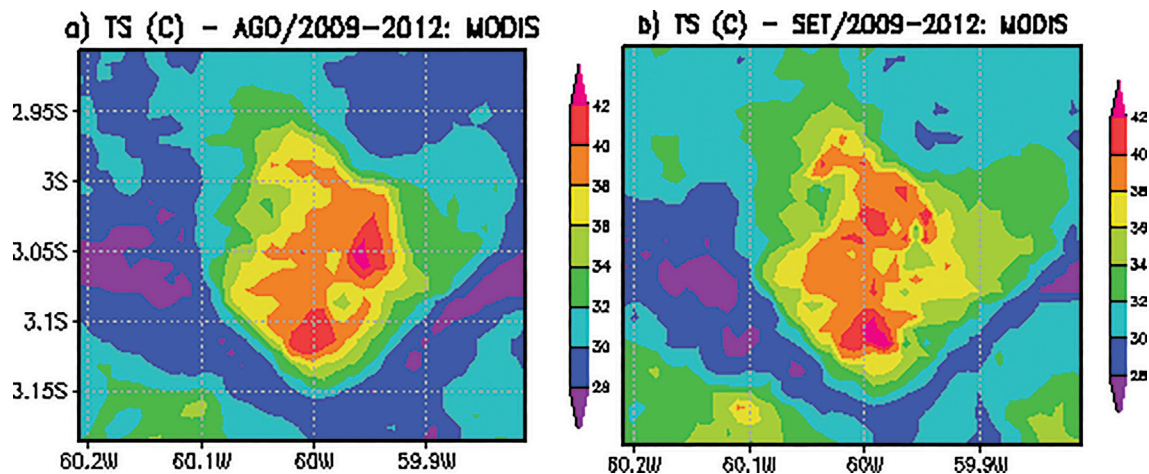 a) TS (C) - AGO/2009-2012: MODIS
2.95S
3S
3.05S
3.1S
3.15S
60.2W 60.1W 60W 59.9W
42
40
38
36
34
32
30
28
b) TS (C) - SET/2009-2012: MODIS
60.2W 60.1W 60W 59.9W
42
40
38
36
34
32
30
28